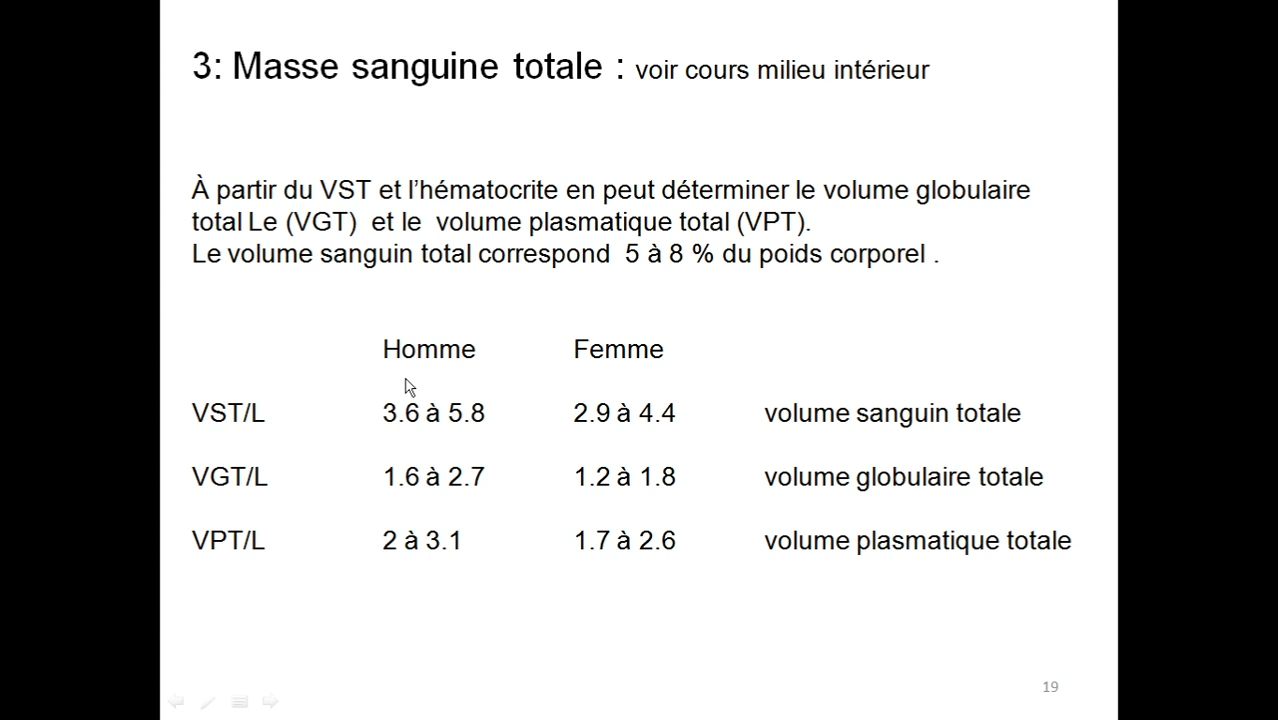 3: Masse sanguine totale : voir cours milieu intérieur
À partir du VST et l’hématocrite en peut déterminer le volume globulaire
total Le (VGT) et le volume plasmatique total (VPT).
Le volume sanguin total correspond 5 à 8 % du poids corporel .
Homme Femme
VST/L 3.6 à 5.8 2.9 à 4.4 volume sanguin totale
VGT/L 1.6 à 2.7 1.2 à 1.8 volume globulaire totale
VPT/L 2 à 3.1 1.7 à 2.6 volume plasmatique totale
19